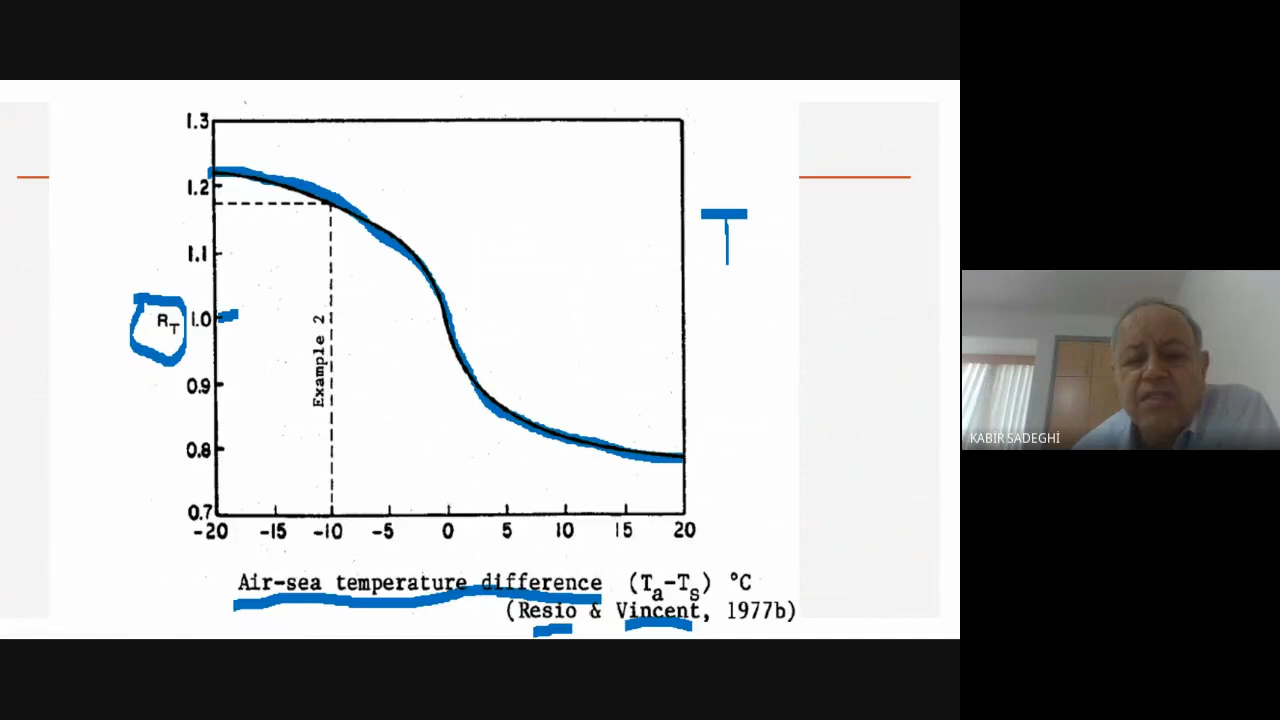 1.3
1.2
1.1
R_T 1.0
0.9
0.8
0.7
Example 2
-20 -15 -10 -5 0 5 10 15 20
Air-sea temperature difference (T_a-T_s) °C
(Resio & Vincent, 1977b)
T
KABIR SADEGHİ